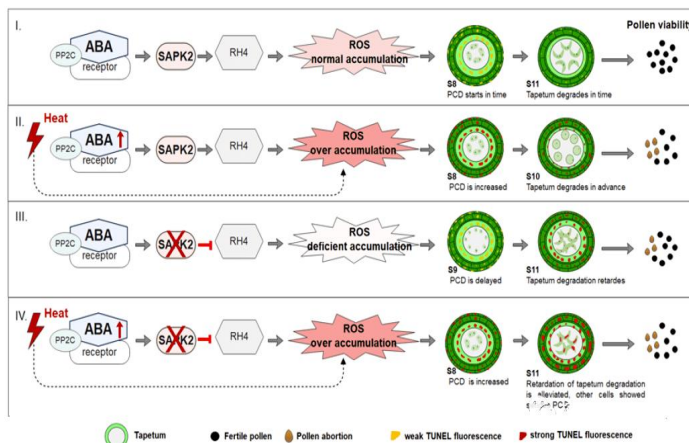 Pollen viability
I.
PP2C
ABA
receptor
SAPK2
RH4
ROS
normal accumulation
S8
PCD starts in time
S11
Tapetum degrades in time
II.
Heat
PP2C
ABA
receptor
SAPK2
RH4
ROS
over accumulation
S8
PCD is increased
S10
Tapetum degrades in advance
III.
PP2C
ABA
receptor
SAPK2
RH4
ROS
deficient accumulation
S9
PCD is delayed
S11
Tapetum degradation retardes
IV.
Heat
PP2C
ABA
receptor
SAPK2
RH4
ROS
over accumulation
S8
PCD is increased
S11
Retardation of tapetum degradation
is alleviated, other cells showed
PCD
Tapetum
Fertile pollen
Pollen abortion
weak TUNEL fluorescence
strong TUNEL fluorescence